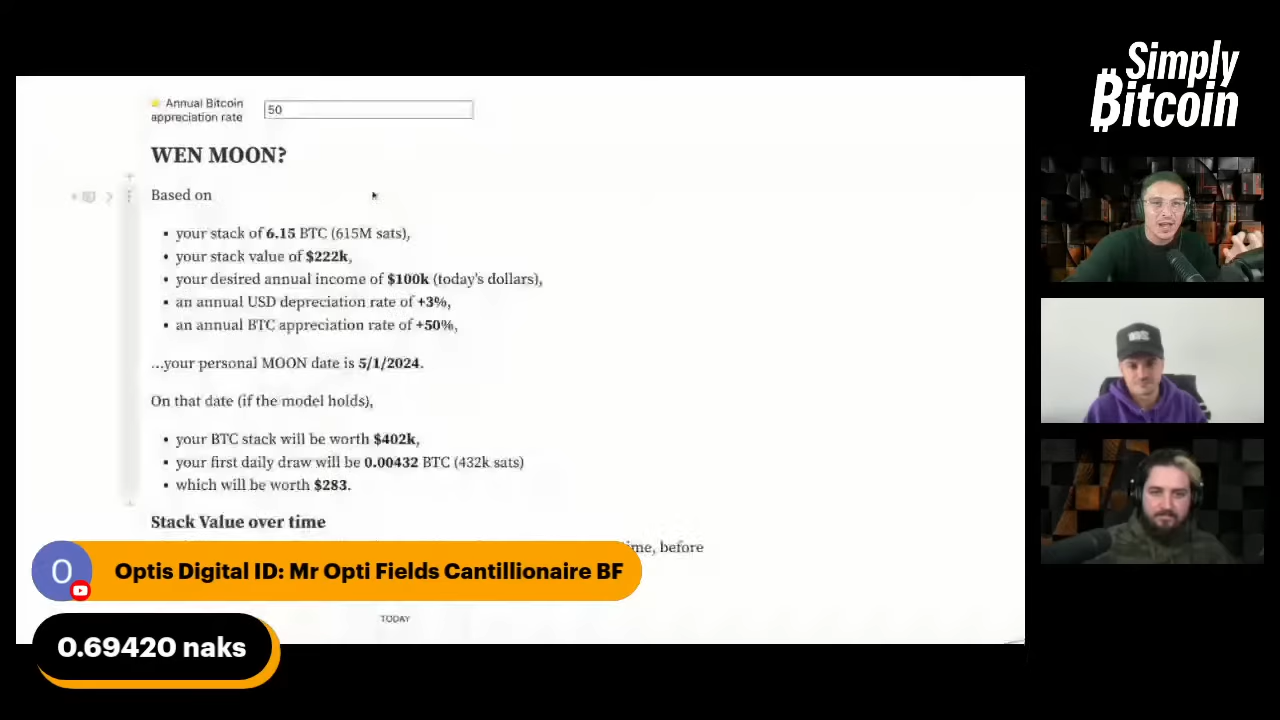 Annual Bitcoin
appreciation rate
50
WEN MOON?
Based on
your stack of 6.15 BTC (615M sats),
your stack value of $222k,
your desired annual income of $100k (today's dollars),
an annual USD depreciation rate of +3%,
an annual BTC appreciation rate of +50%,
...your personal MOON date is 5/1/2024.
On that date (if the model holds),
your BTC stack will be worth $402k,
your first daily draw will be 0.00432 BTC (432k sats)
which will be worth $283.
Stack Value over time
before
Optis Digital ID: Mr Opti Fields Cantillionaire BF
O
TODAY
0.69420 naks
Simply
Bitcoin